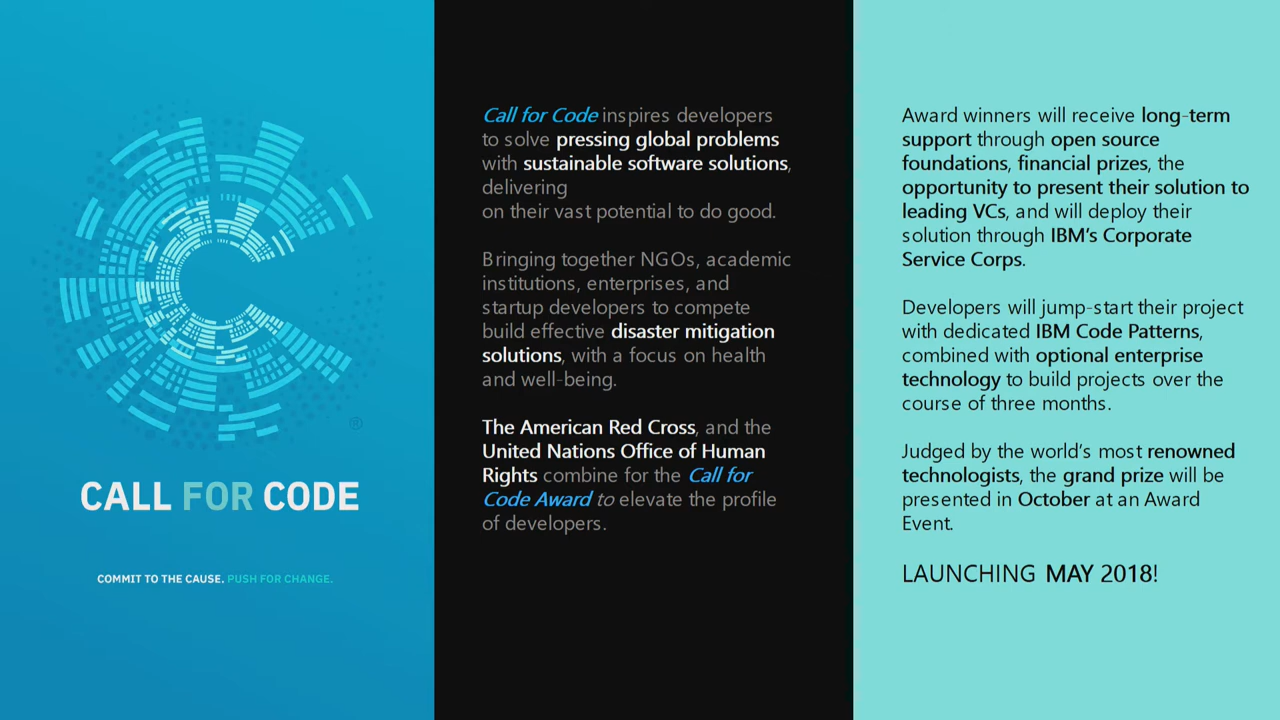 ®
CALL FOR CODE
COMMIT TO THE CAUSE. PUSH FOR CHANGE.
Call for Code inspires developers
to solve pressing global problems
with sustainable software solutions,
delivering
on their vast potential to do good.
Bringing together NGOs, academic
institutions, enterprises, and
startup developers to compete
build effective disaster mitigation
solutions, with a focus on health
and well-being.
The American Red Cross, and the
United Nations Office of Human
Rights combine for the Call for
Code Award to elevate the profile
of developers.
Award winners will receive long-term
support through open source
foundations, financial prizes, the
opportunity to present their solution to
leading VCs, and will deploy their
solution through IBM's Corporate
Service Corps.
Developers will jump-start their project
with dedicated IBM Code Patterns,
combined with optional enterprise
technology to build projects over the
course of three months.
Judged by the world's most renowned
technologists, the grand prize will be
presented in October at an Award
Event.
LAUNCHING MAY 2018!